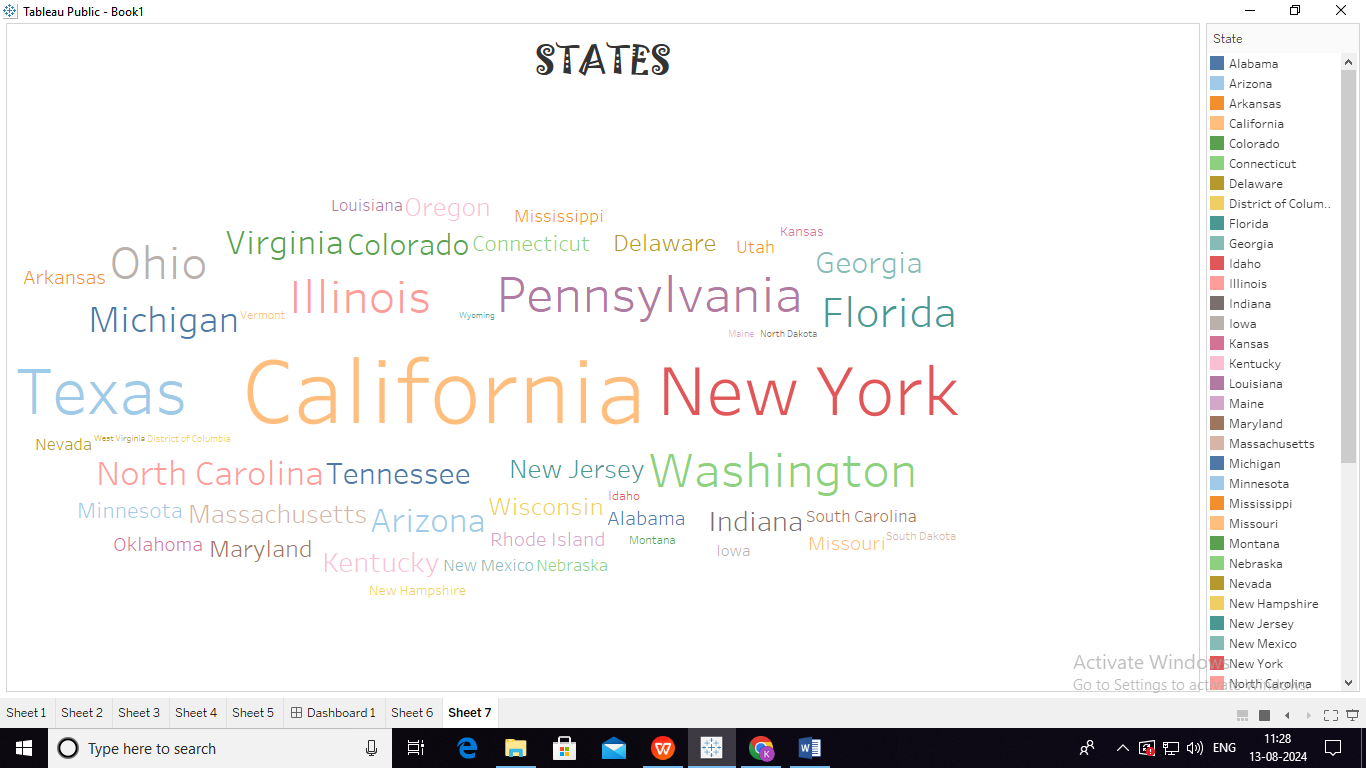 Tableau Public - Book1
STATES
Louisiana Oregon Mississippi
Virginia Colorado Connecticut Delaware Utah Kansas
Arkansas Ohio Georgia
Michigan Vermont Illinois Wyoming Pennsylvania Florida
Maine North Dakota
Texas California New York
Nevada West Virginia District of Columbia
North Carolina Tennessee New Jersey Washington
Minnesota Massachusetts Arizona Wisconsin Idaho
Alabama Indiana South Carolina
Oklahoma Maryland Rhode Island Montana Iowa Missouri South Dakota
Kentucky New Mexico Nebraska
New Hampshire
State
Alabama
Arizona
Arkansas
California
Colorado
Connecticut
Delaware
District of Colum..
Florida
Georgia
Idaho
Illinois
Indiana
Iowa
Kansas
Kentucky
Louisiana
Maine
Maryland
Massachusetts
Michigan
Minnesota
Mississippi
Missouri
Montana
Nebraska
Nevada
New Hampshire
New Jersey
New Mexico
New York
North Carolina
Activate Windows
Go to Settings to activate Windows.
Sheet 1 Sheet 2 Sheet 3 Sheet 4 Sheet 5 Dashboard 1 Sheet 6 Sheet 7
Type here to search
ENG
11:28
13-08-2024